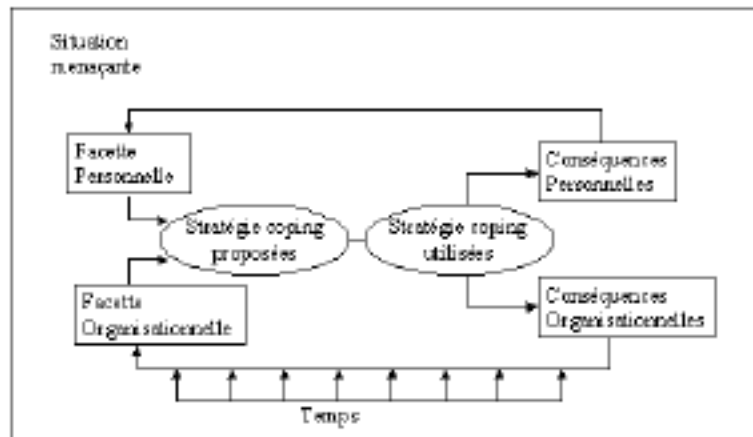 Situation
menaçante
Facette
Personnelle
Conséquences
Personnelles
Stratégie coping
proposées
Stratégie coping
utilisées
Facette
Organisationnelle
Conséquences
Organisationnelles
Temps